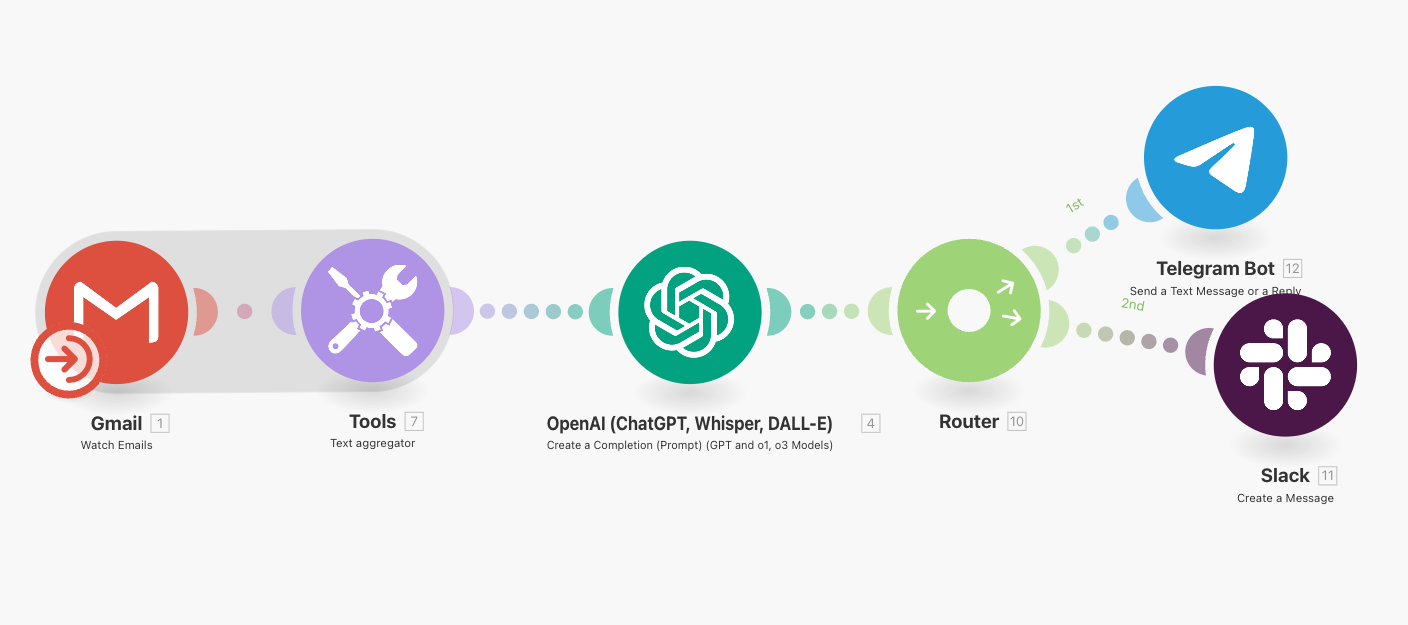 1st
Telegram Bot 12
Send a Text Message or a Reply
2nd
Gmail 1
Watch Emails
Tools 7
Text aggregator
OpenAI (ChatGPT, Whisper, DALL-E) 4
Create a Completion (Prompt) (GPT and o1, o3 Models)
Router 10
Slack 11
Create a Message